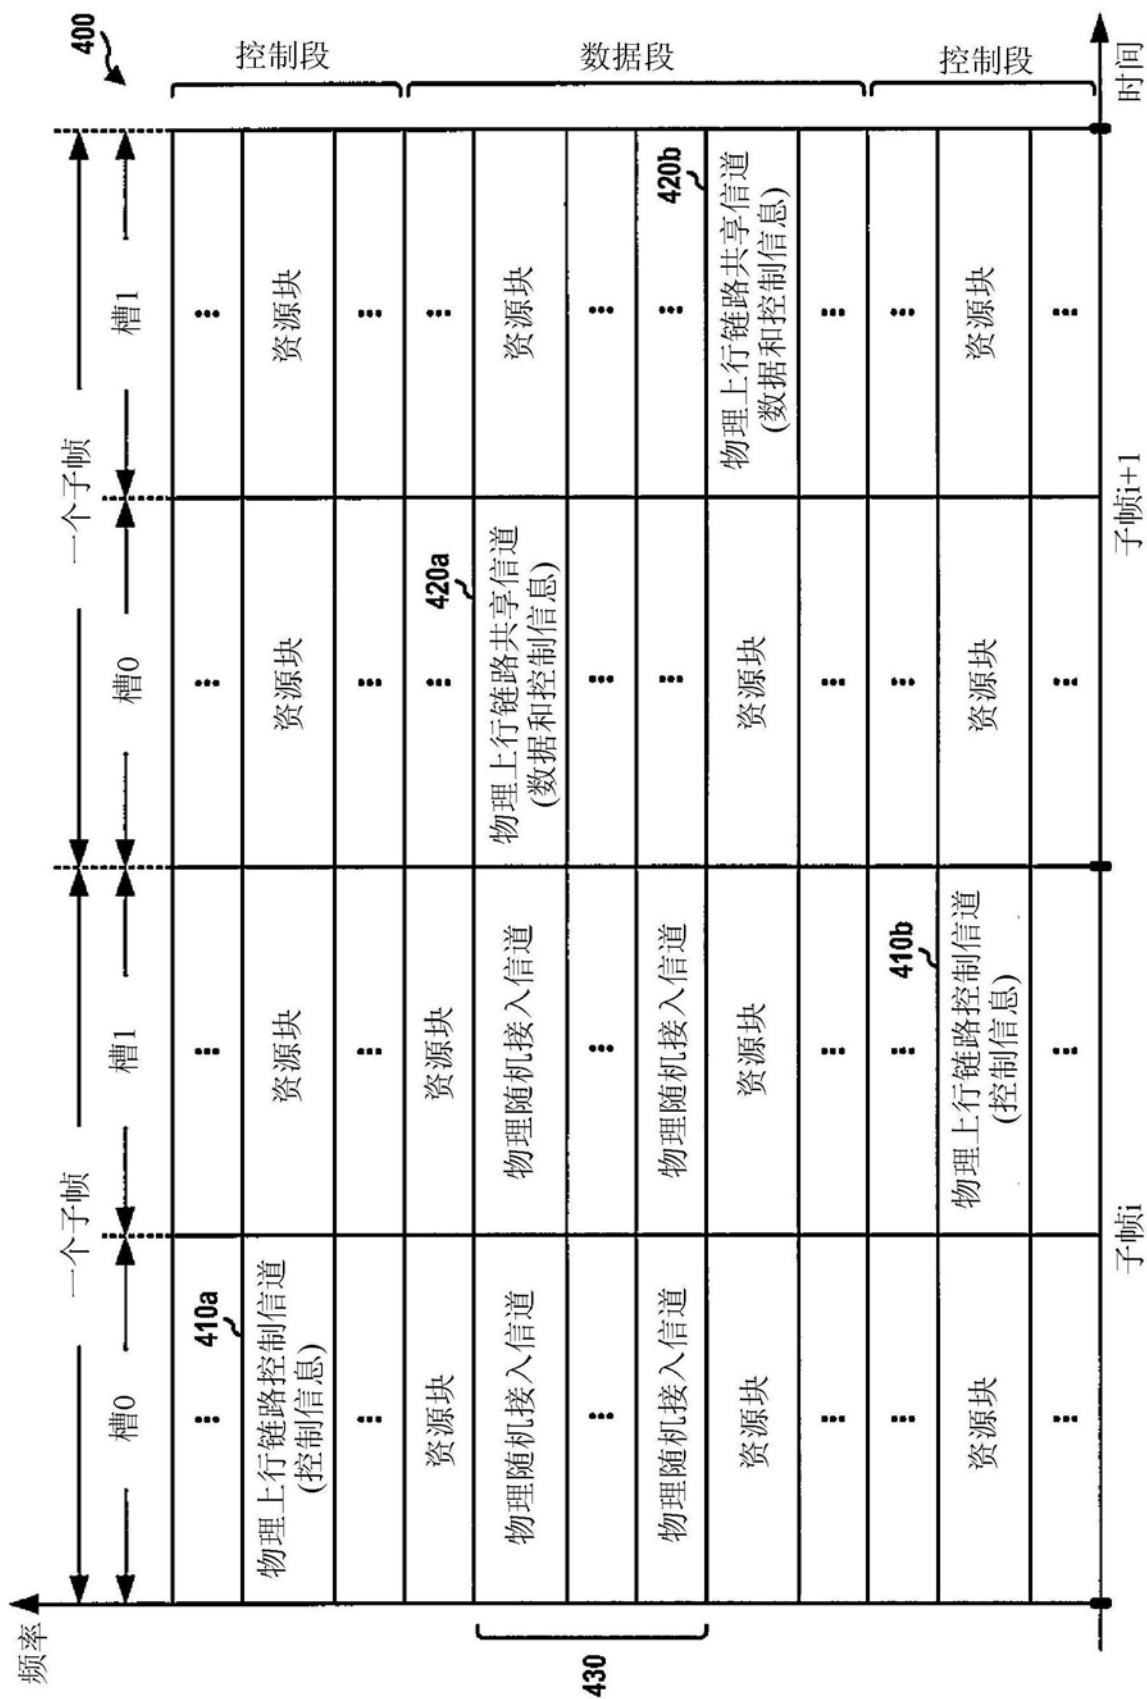 400
频率
一个子帧
一个子帧
槽0
槽1
槽0
槽1
控制段
数据段
控制段
410a
物理上行链路控制信道
(控制信息)
资源块
资源块
资源块
资源块
资源块
420a
430
物理随机接入信道
物理随机接入信道
物理上行链路共享信道
(数据和控制信息)
资源块
物理随机接入信道
物理随机接入信道
420b
资源块
资源块
资源块
物理上行链路共享信道
(数据和控制信息)
410b
资源块
物理上行链路控制信道
(控制信息)
资源块
资源块
子帧i
子帧i+1
时间